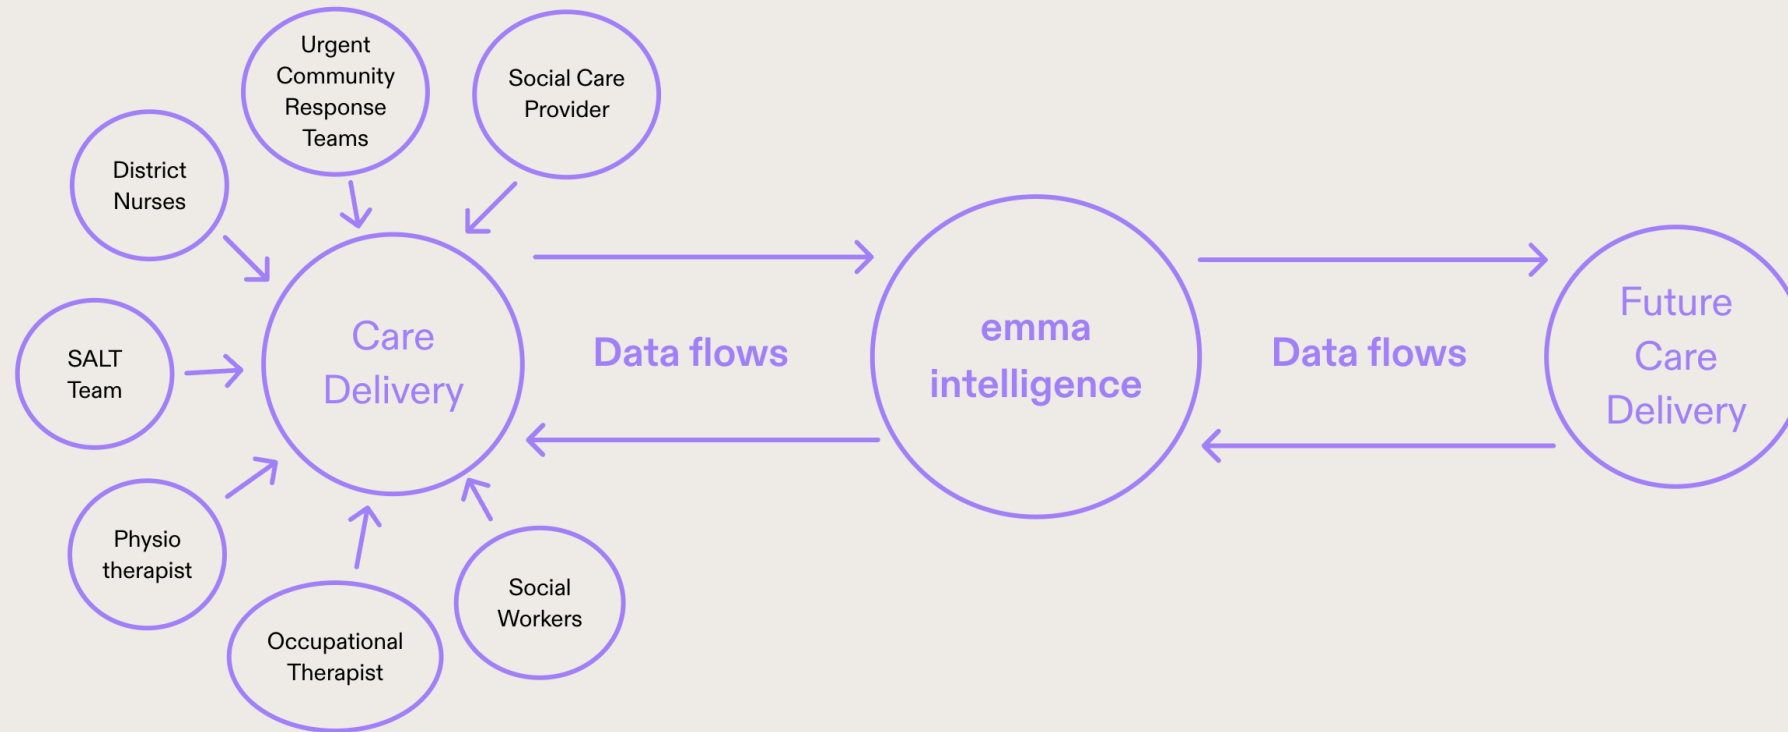 Urgent
Community
Response
Teams
Social Care
Provider
District
Nurses
SALT
Team
Physio
therapist
Occupational
Therapist
Social
Workers
Care
Delivery
Data flows
emma
intelligence
Data flows
Future
Care
Delivery